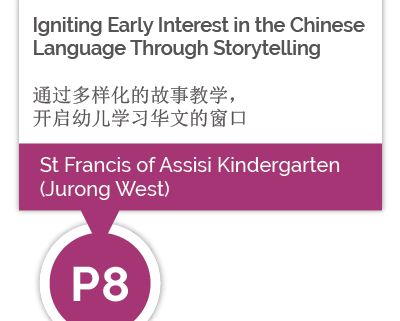 Igniting Early Interest in the Chinese
Language Through Storytelling
通过多样化的故事教学，
开启幼儿学习华文的窗口
St Francis of Assisi Kindergarten
(Jurong West)
P8